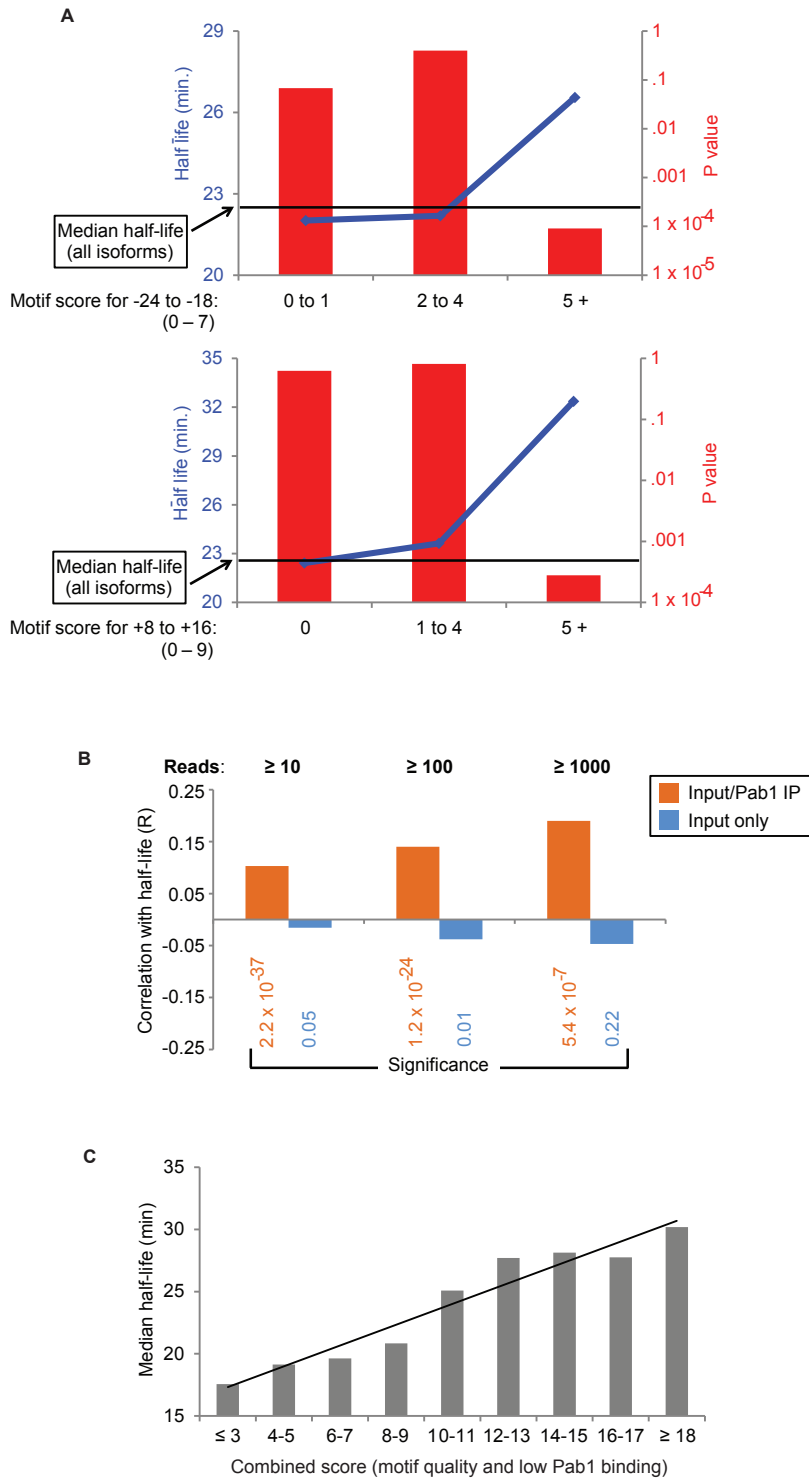 A
29
26
23
20
Half life (min.)
1
.1
.01
.001
1 x 10-4
1 x 10-5
P value
Median half-life
(all isoforms)
Motif score for -24 to -18:
(0 – 7)
0 to 1
2 to 4
5 +
35
32
29
26
23
20
Half life (min.)
1
.1
.01
.001
1 x 10-4
P value
Median half-life
(all isoforms)
Motif score for +8 to +16:
(0 – 9)
0
1 to 4
5 +
B
Reads: ≥ 10 ≥ 100 ≥ 1000
Input/Pab1 IP
Input only
0.25
0.15
0.05
-0.05
-0.15
-0.25
Correlation with half-life (R)
2.2 x 10-37
0.05
1.2 x 10-24
0.01
5.4 x 10-7
0.22
Significance
C
35
30
25
20
15
Median half-life (min)
≤ 3 4-5 6-7 8-9 10-11 12-13 14-15 16-17 ≥ 18
Combined score (motif quality and low Pab1 binding)